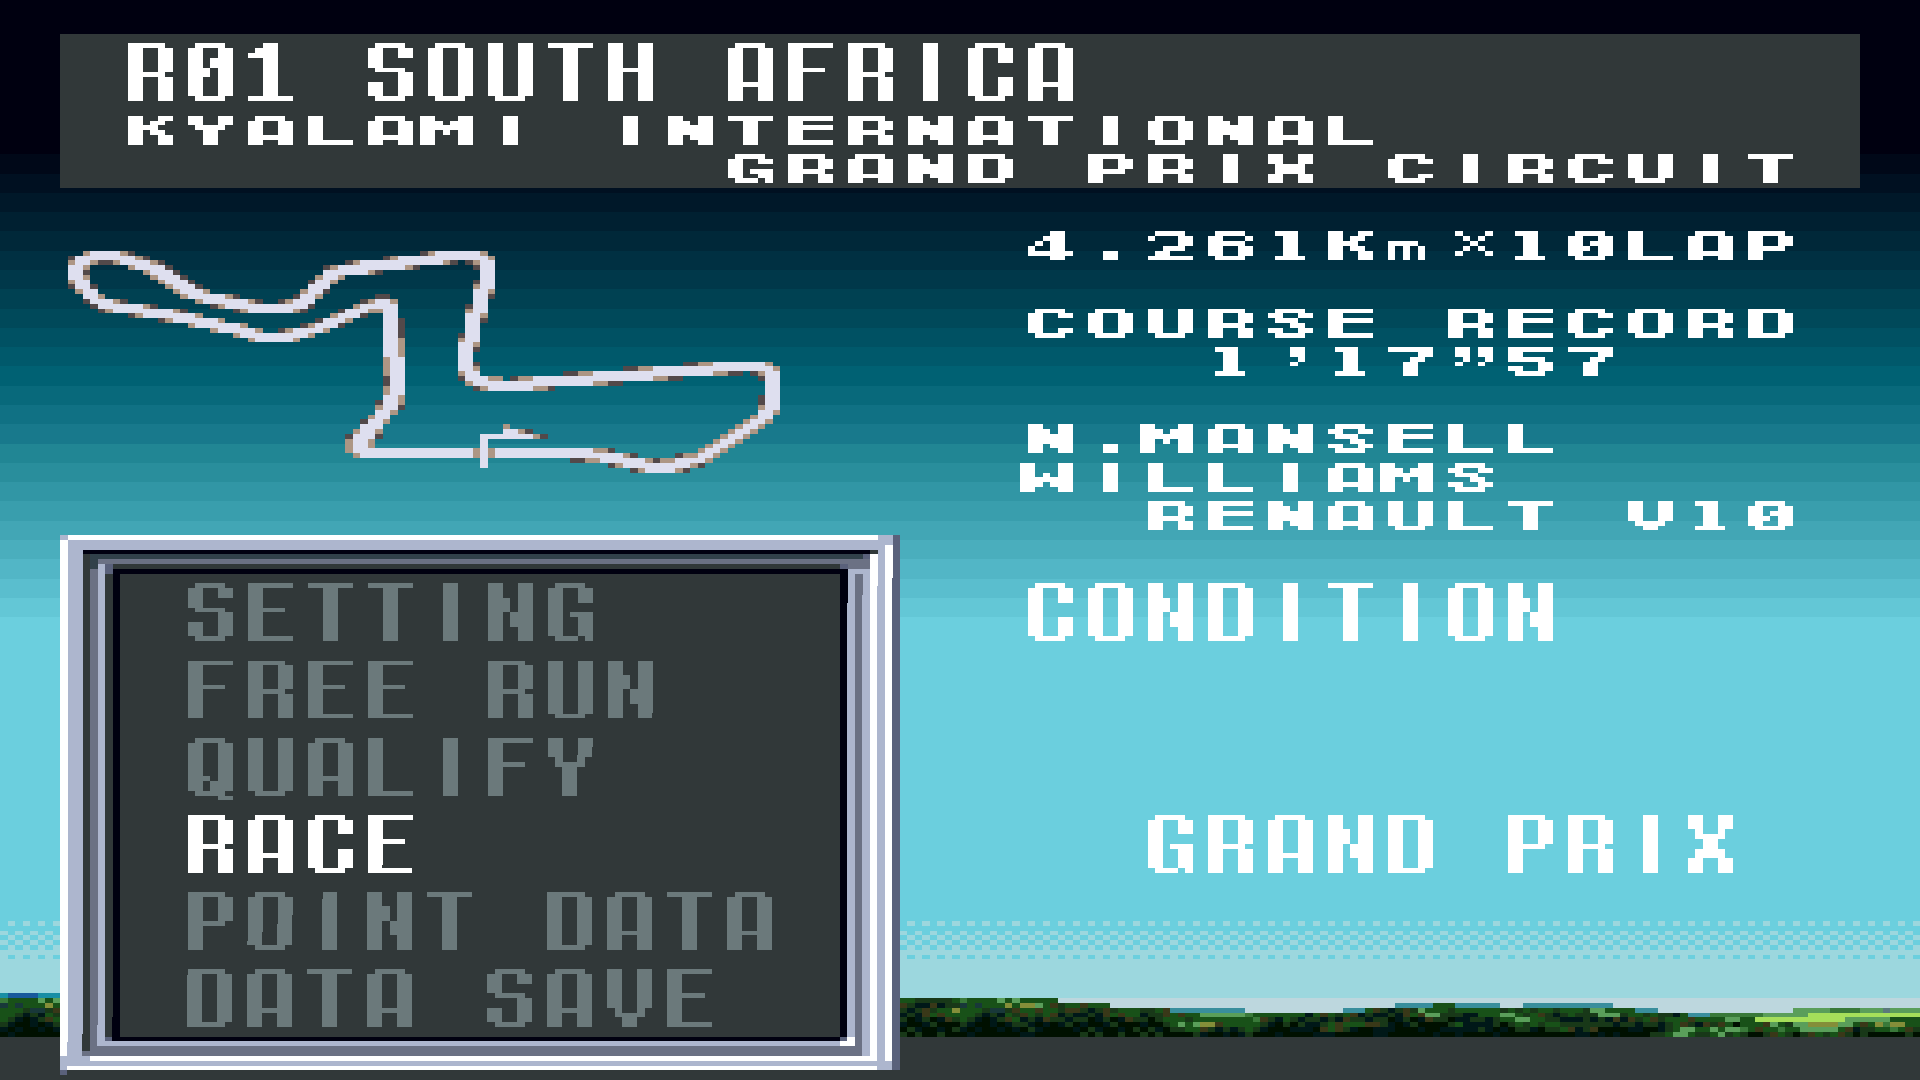 R01 SOUTH AFRICA
KYALAMI INTERNATIONAL
GRAND PRIX CIRCUIT
4.261Km×10LAP
COURSE RECORD
1'17"57
N.MANSELL
WILLIAMS
RENAULT V10
CONDITION
GRAND PRIX
SETTING
FREE RUN
QUALIFY
RACE
POINT DATA
DATA SAVE